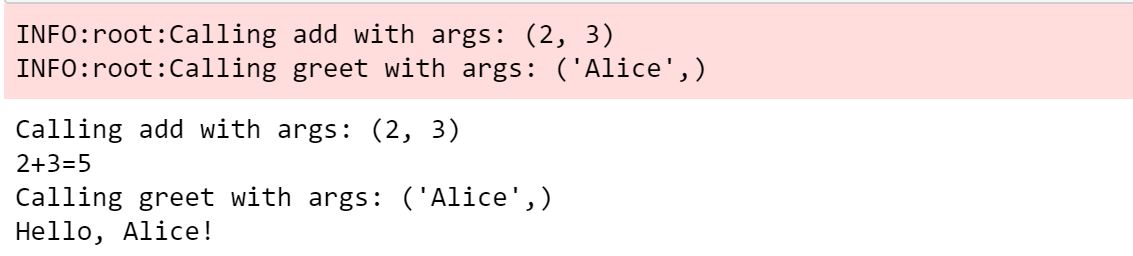 INFO:root:Calling add with args: (2, 3)
INFO:root:Calling greet with args: ('Alice',)
Calling add with args: (2, 3)
2+3=5
Calling greet with args: ('Alice',)
Hello, Alice!